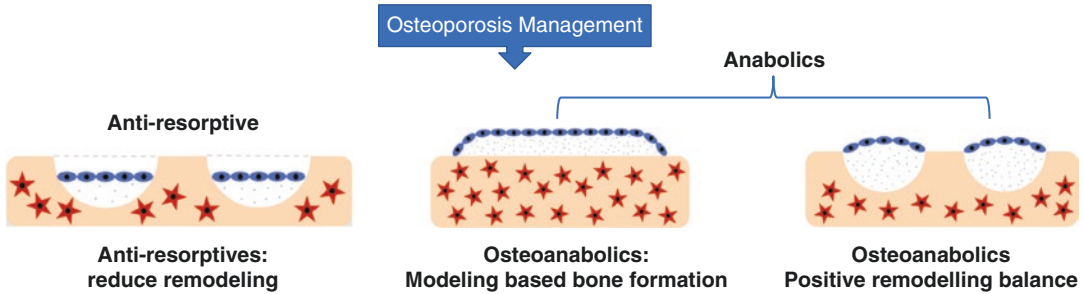 Osteoporosis Management
Anabolics
Anti-resorptive
Anti-resorptives:
reduce remodeling
Osteoanabolics:
Modeling based bone formation
Osteoanabolics
Positive remodelling balance